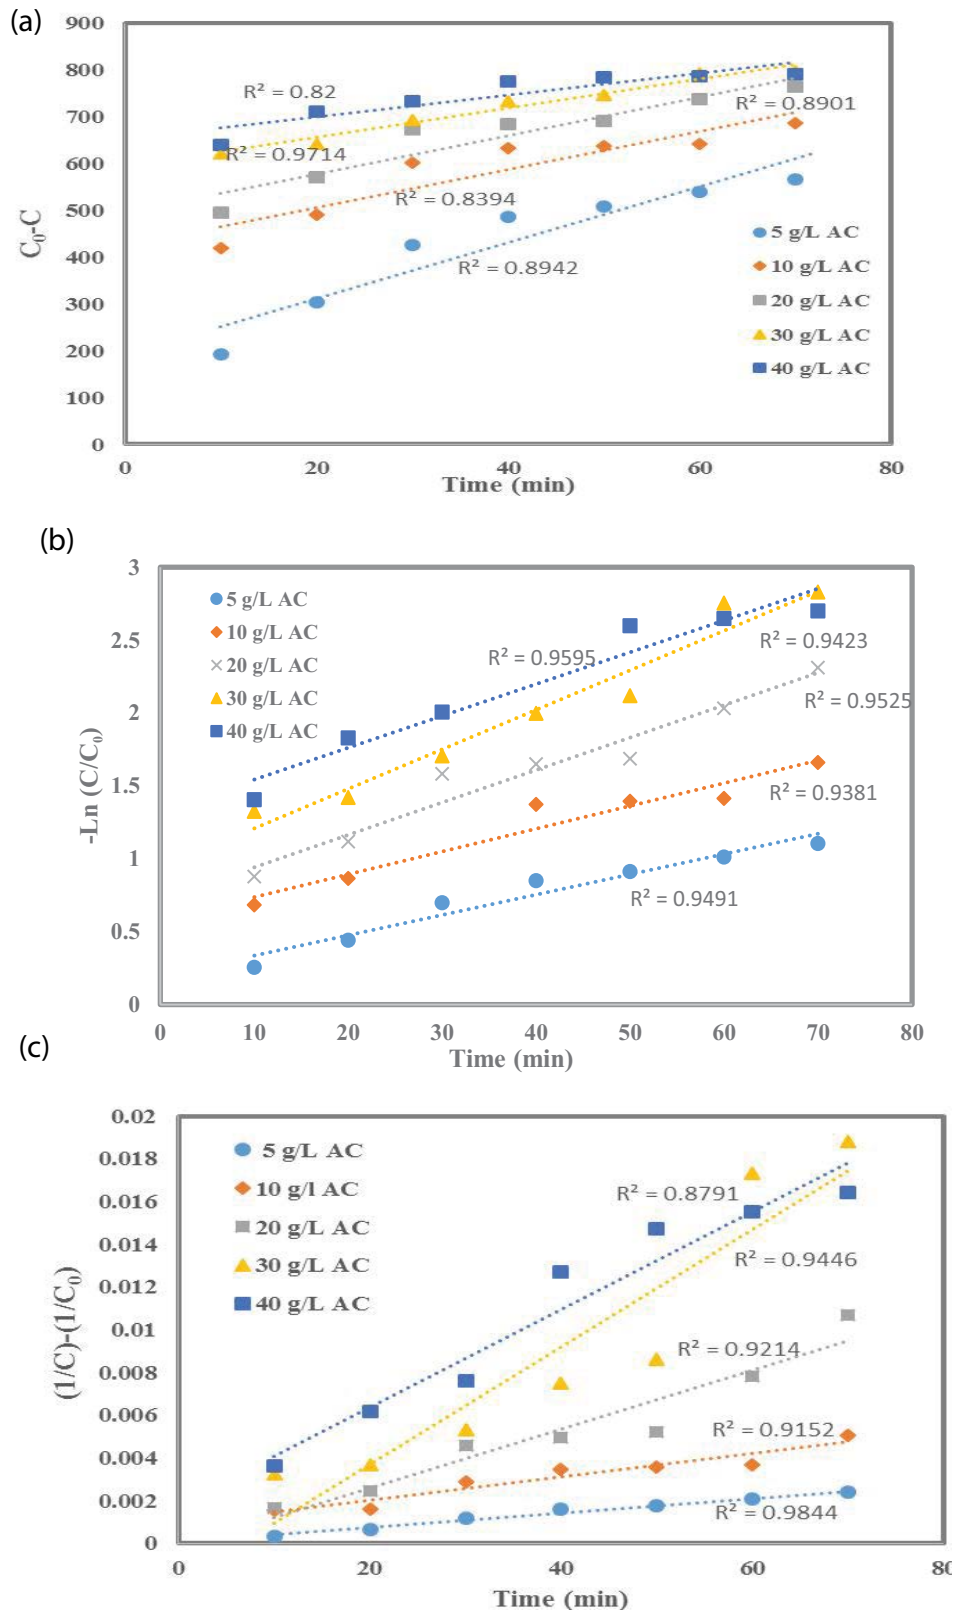 (a)
900
800
700
600
500
400
300
200
100
0
C₀-C
R² = 0.82
R² = 0.8901
R² = 0.9714
R² = 0.8394
R² = 0.8942
5 g/L AC
10 g/L AC
20 g/L AC
30 g/L AC
40 g/L AC
0 20 40 60 80
Time (min)
(b)
3
2.5
2
1.5
1
0.5
0
-Ln (C/C₀)
5 g/L AC
10 g/L AC
20 g/L AC
30 g/L AC
40 g/L AC
R² = 0.9595
R² = 0.9423
R² = 0.9525
R² = 0.9381
R² = 0.9491
0 10 20 30 40 50 60 70 80
Time (min)
(c)
0.02
0.018
0.016
0.014
0.012
0.01
0.008
0.006
0.004
0.002
0
(1/C)-(1/C₀)
5 g/L AC
10 g/l AC
20 g/L AC
30 g/L AC
40 g/L AC
R² = 0.8791
R² = 0.9446
R² = 0.9214
R² = 0.9152
R² = 0.9844
0 20 40 60 80
Time (min)